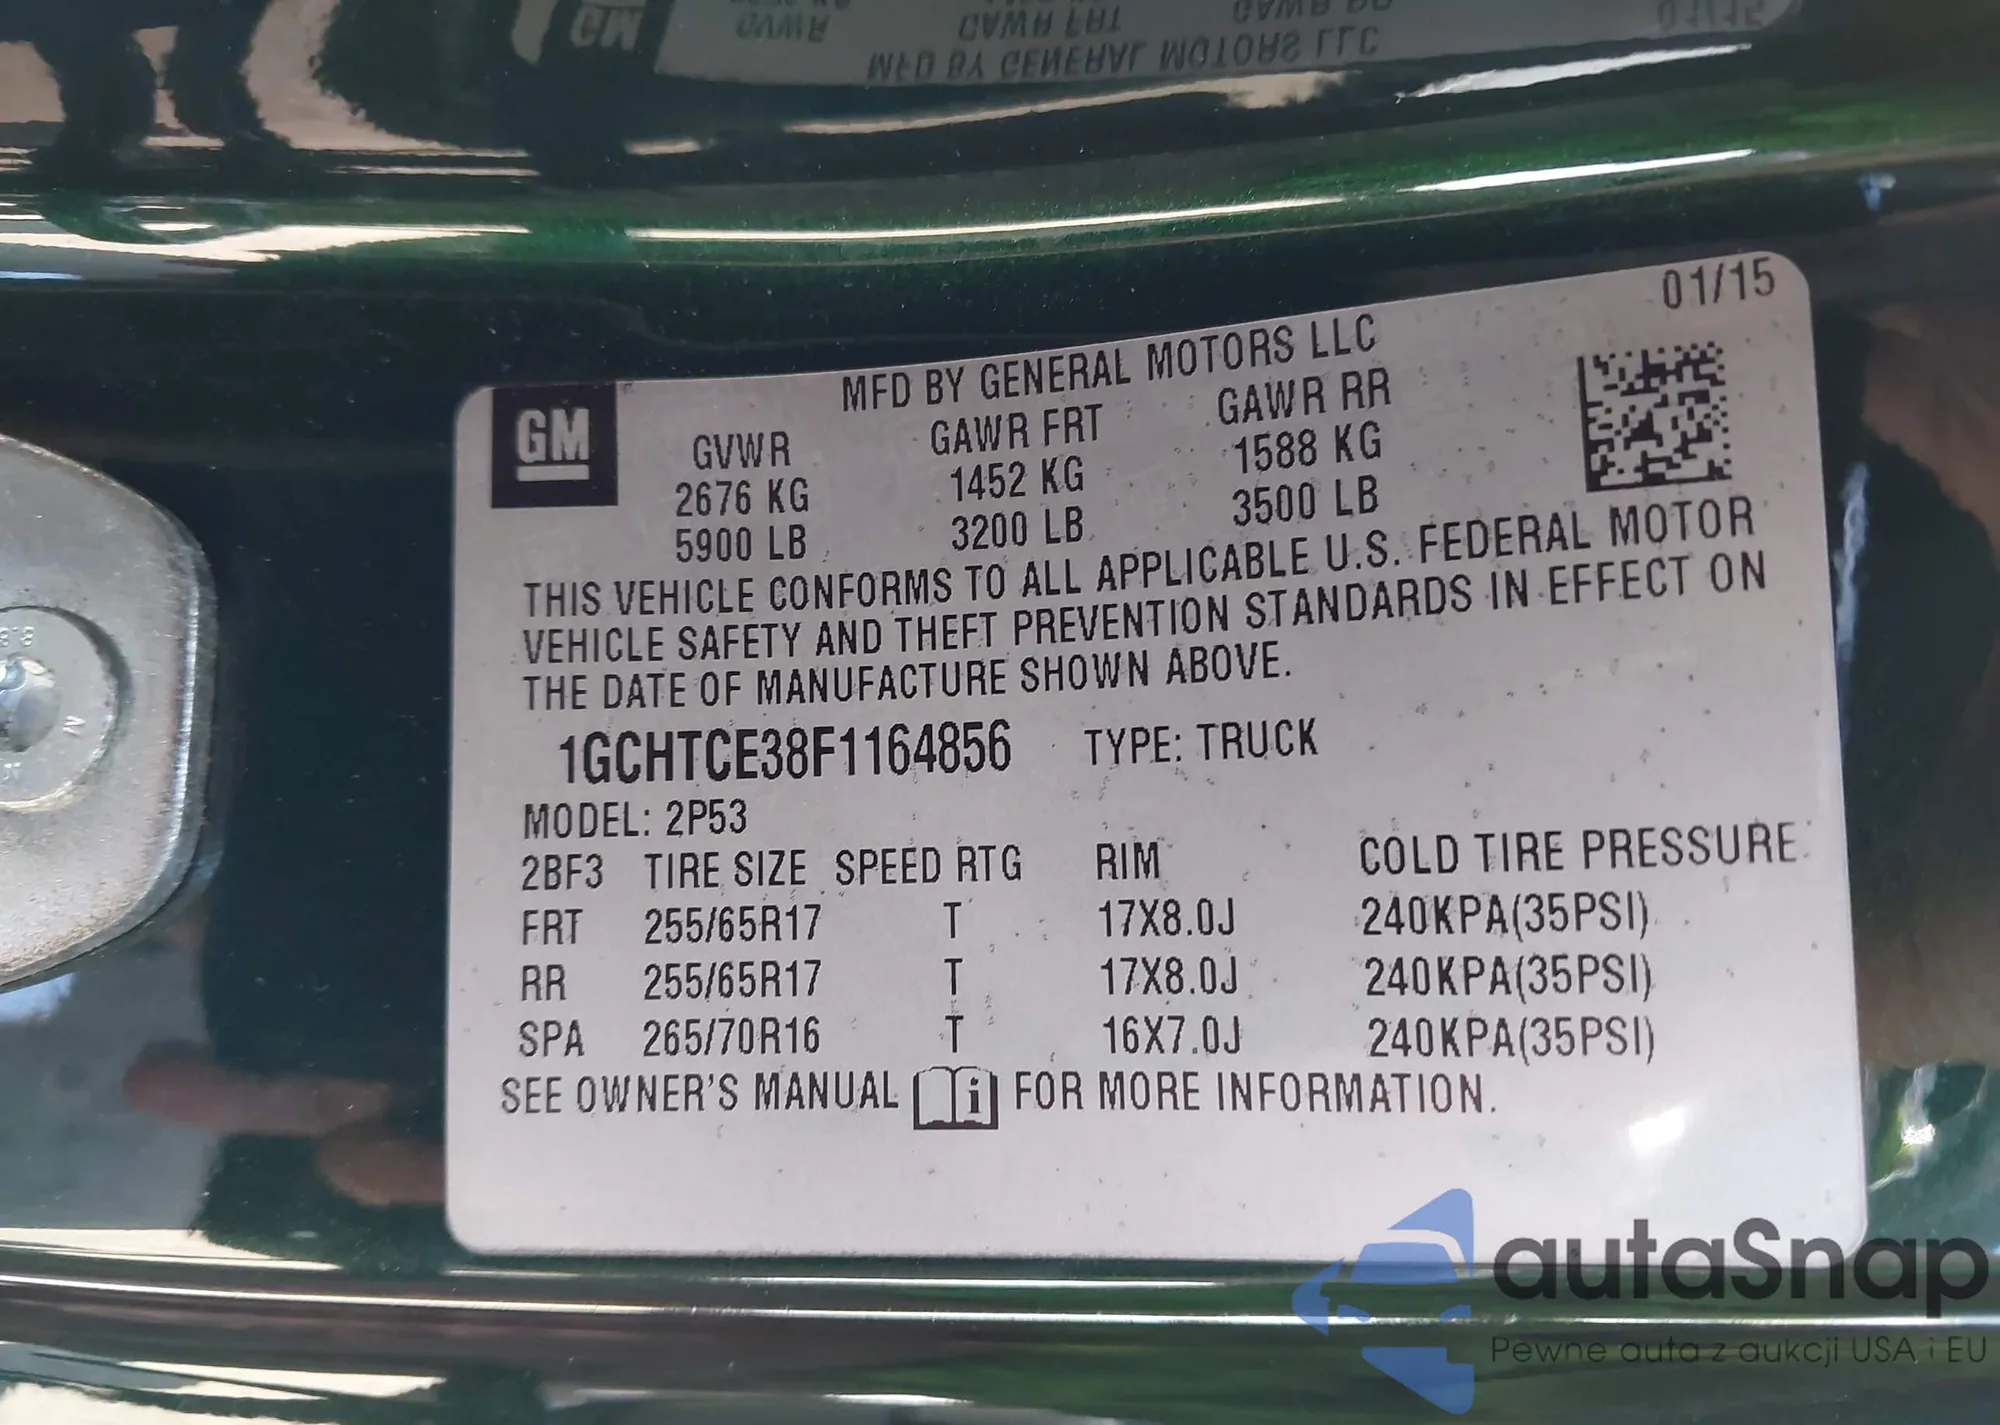 MFD BY GENERAL MOTORS LLC
01/15
GM
GVWR GAWR FRT GAWR RR
2676 KG 1452 KG 1588 KG
5900 LB 3200 LB 3500 LB
THIS VEHICLE CONFORMS TO ALL APPLICABLE U.S. FEDERAL MOTOR
VEHICLE SAFETY AND THEFT PREVENTION STANDARDS IN EFFECT ON
THE DATE OF MANUFACTURE SHOWN ABOVE.
1GCHTCE38F1164856 TYPE: TRUCK
MODEL: 2P53
2BF3 TIRE SIZE SPEED RTG RIM COLD TIRE PRESSURE
FRT 255/65R17 T 17X8.0J 240KPA(35PSI)
RR 255/65R17 T 17X8.0J 240KPA(35PSI)
SPA 265/70R16 T 16X7.0J 240KPA(35PSI)
SEE OWNER'S MANUAL i FOR MORE INFORMATION.
autaSnap
Pewne auta z aukcji USA i EU